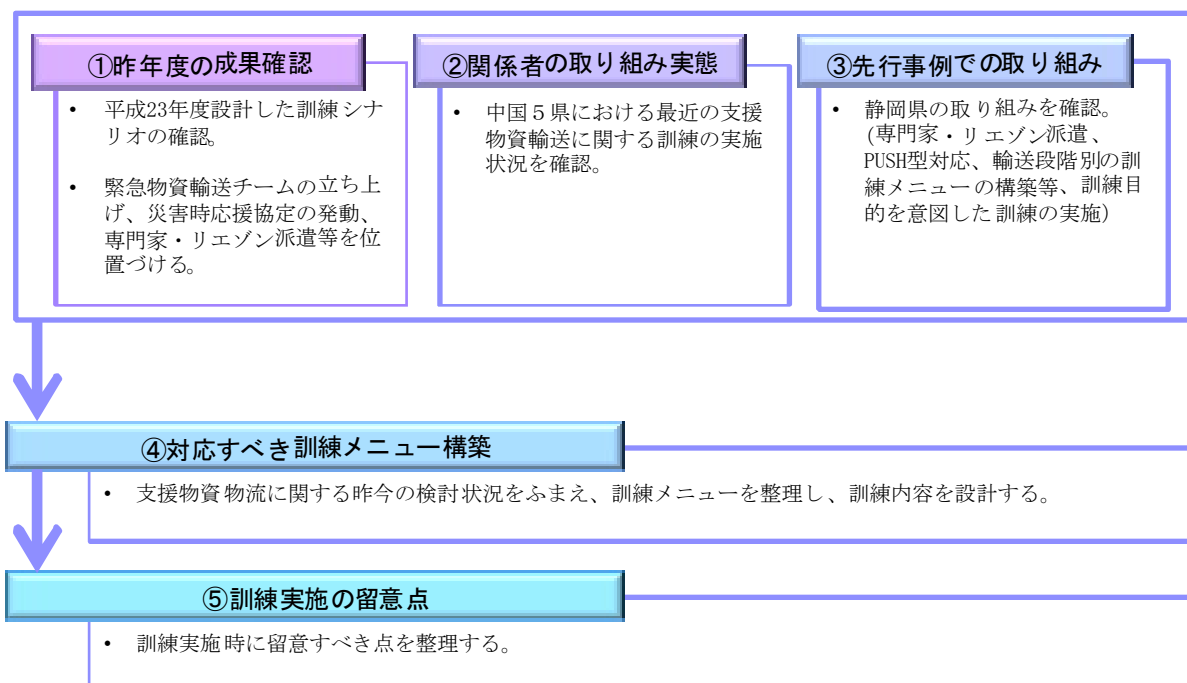 ①昨年度の成果確認
• 平成23年度設計した訓練シナ
リオの確認。
• 緊急物資輸送チームの立ち上
げ、災害時応援協定の発動、
専門家・リエゾン派遣等を位
置づける。
②関係者の取り組み実態
• 中国５県における最近の支援
物資輸送に関する訓練の実施
状況を確認。
③先行事例での取り組み
• 静岡県の取り組みを確認。
(専門家・リエゾン派遣、
PUSH型対応、輸送段階別の訓
練メニューの構築等、訓練目
的を意図した訓練の実施）
④対応すべき訓練メニュー構築
• 支援物資物流に関する昨今の検討状況をふまえ、訓練メニューを整理し、訓練内容を設計する。
⑤訓練実施の留意点
• 訓練実施時に留意すべき点を整理する。